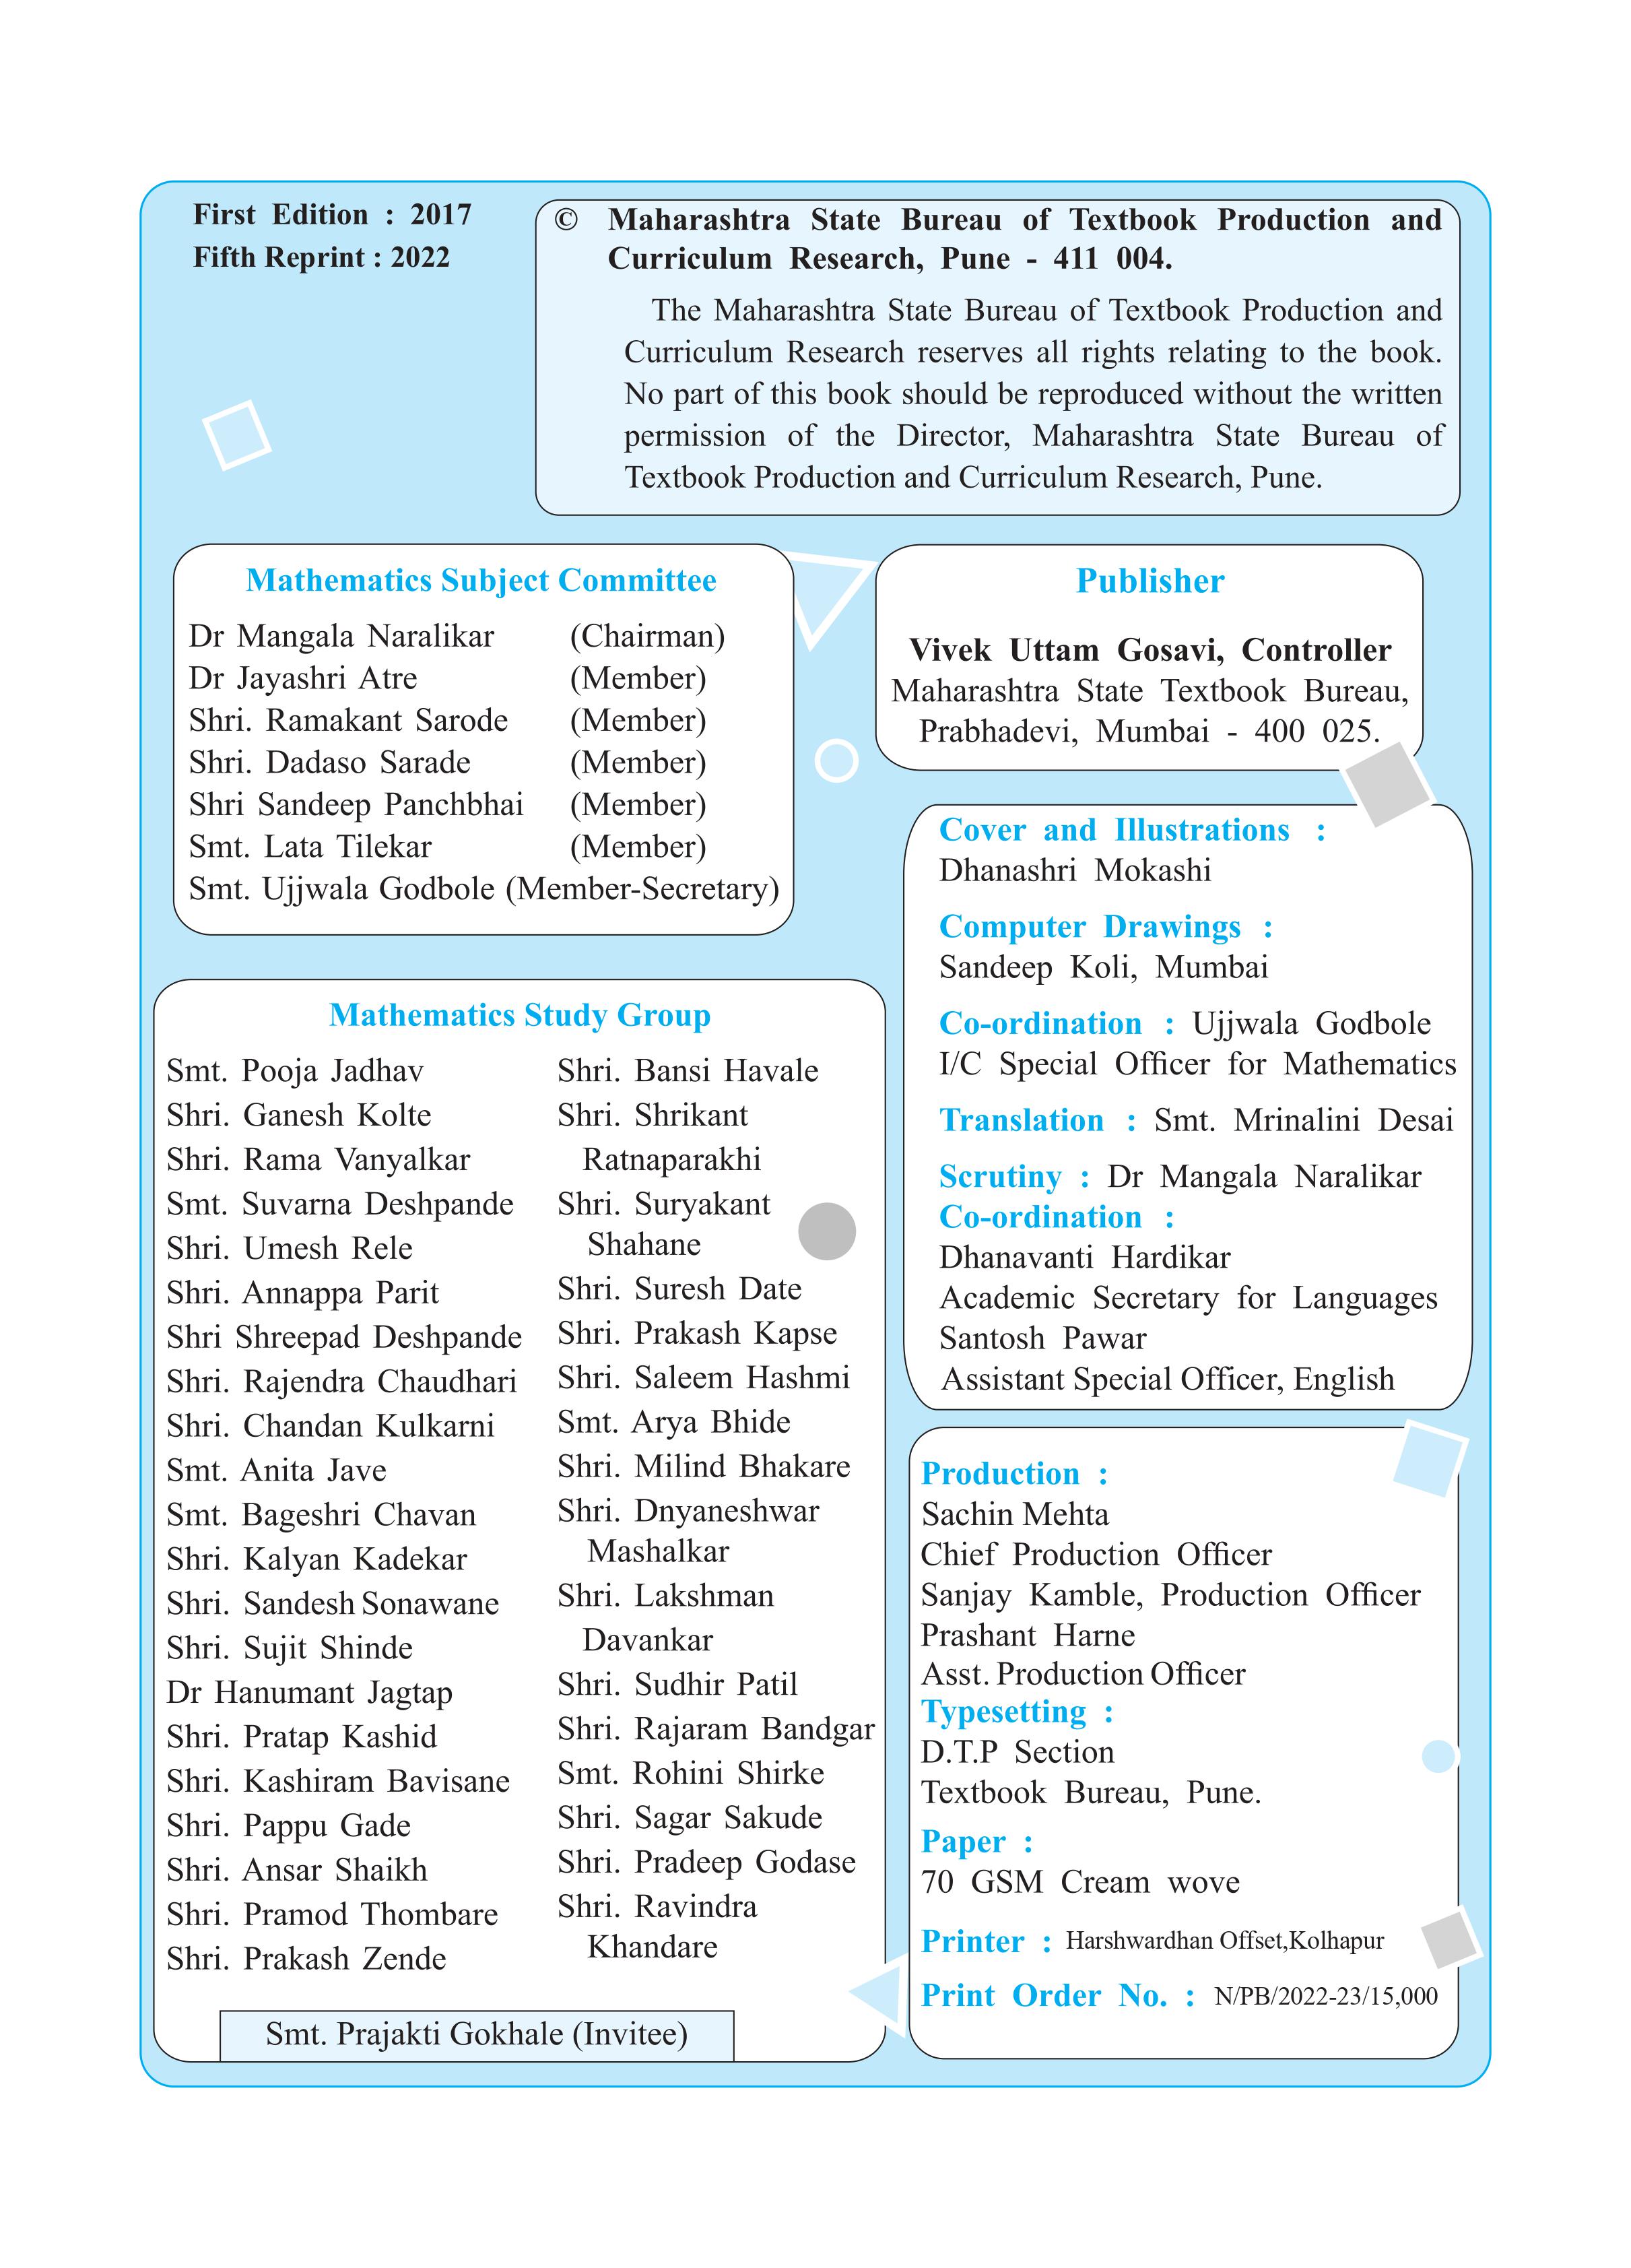 First Edition : 2017
Fifth Reprint : 2022
© Maharashtra State Bureau of Textbook Production and
Curriculum Research, Pune - 411 004.
The Maharashtra State Bureau of Textbook Production and
Curriculum Research reserves all rights relating to the book.
No part of this book should be reproduced without the written
permission of the Director, Maharashtra State Bureau of
Textbook Production and Curriculum Research, Pune.
Mathematics Subject Committee
Dr Mangala Naralikar (Chairman)
Dr Jayashri Atre (Member)
Shri. Ramakant Sarode (Member)
Shri. Dadaso Sarade (Member)
Shri Sandeep Panchbhai (Member)
Smt. Lata Tilekar (Member)
Smt. Ujjwala Godbole (Member-Secretary)
Mathematics Study Group
Smt. Pooja Jadhav
Shri. Ganesh Kolte
Shri. Rama Vanyalkar
Smt. Suvarna Deshpande
Shri. Umesh Rele
Shri. Annappa Parit
Shri Shreepad Deshpande
Shri. Rajendra Chaudhari
Shri. Chandan Kulkarni
Smt. Anita Jave
Smt. Bageshri Chavan
Shri. Kalyan Kadekar
Shri. Sandesh Sonawane
Shri. Sujit Shinde
Dr Hanumant Jagtap
Shri. Pratap Kashid
Shri. Kashiram Bavisane
Shri. Pappu Gade
Shri. Ansar Shaikh
Shri. Pramod Thombare
Shri. Prakash Zende
Shri. Bansi Havale
Shri. Shrikant
Ratnaparakhi
Shri. Suryakant
Shahane
Shri. Suresh Date
Shri. Prakash Kapse
Shri. Saleem Hashmi
Smt. Arya Bhide
Shri. Milind Bhakare
Shri. Dnyaneshwar
Mashalkar
Shri. Lakshman
Davankar
Shri. Sudhir Patil
Shri. Rajaram Bandgar
Smt. Rohini Shirke
Shri. Sagar Sakude
Shri. Pradeep Godase
Shri. Ravindra
Khandare
Smt. Prajakti Gokhale (Invitee)
Publisher
Vivek Uttam Gosavi, Controller
Maharashtra State Textbook Bureau,
Prabhadevi, Mumbai - 400 025.
Cover and Illustrations :
Dhanashri Mokashi
Computer Drawings :
Sandeep Koli, Mumbai
Co-ordination : Ujjwala Godbole
I/C Special Officer for Mathematics
Translation : Smt. Mrinalini Desai
Scrutiny : Dr Mangala Naralikar
Co-ordination :
Dhanavanti Hardikar
Academic Secretary for Languages
Santosh Pawar
Assistant Special Officer, English
Production :
Sachin Mehta
Chief Production Officer
Sanjay Kamble, Production Officer
Prashant Harne
Asst. Production Officer
Typesetting :
D.T.P Section
Textbook Bureau, Pune.
Paper :
70 GSM Cream wove
Printer : Harshwardhan Offset,Kolhapur
Print Order No. : N/PB/2022-23/15,000